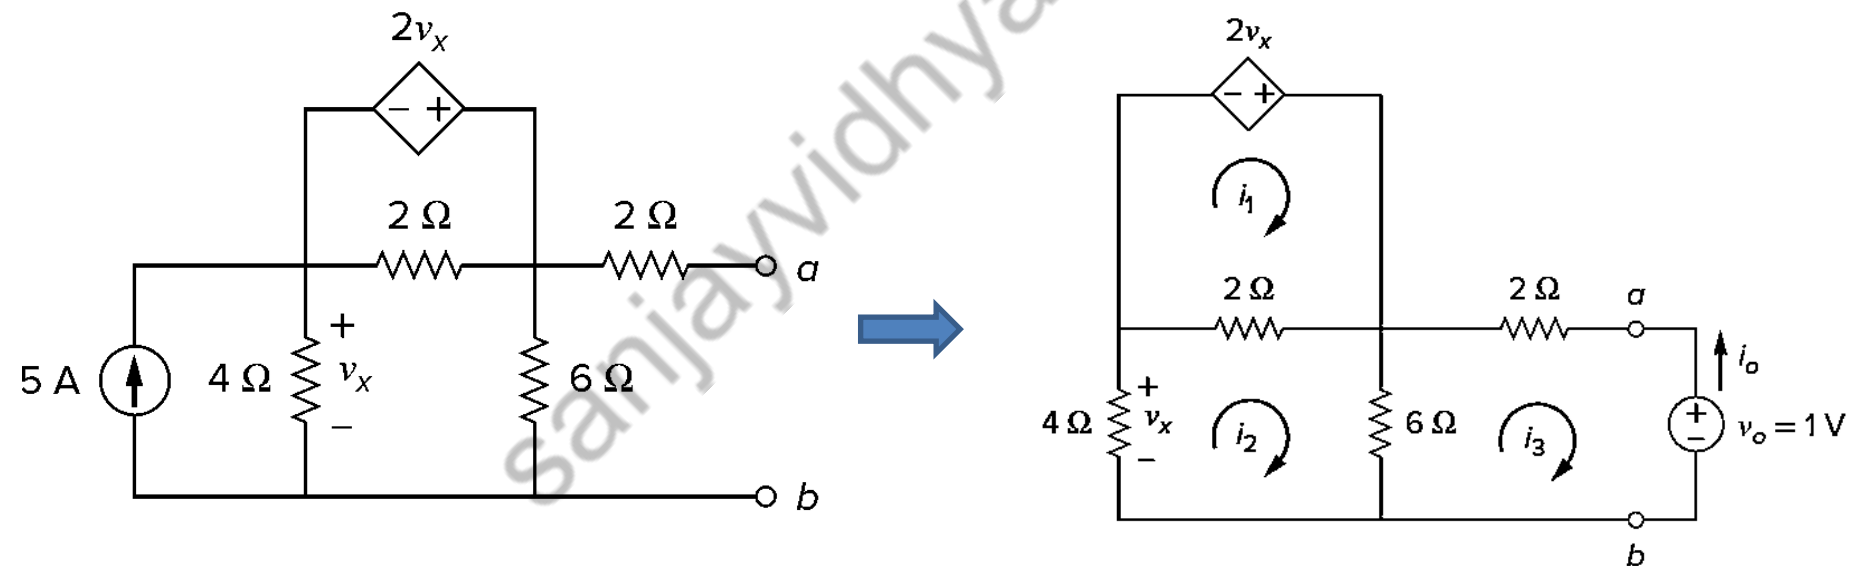 2vₓ
− +
2 Ω
2 Ω
a
5 A
4 Ω
+
vₓ
−
6 Ω
b
sanjayvidhya
2vₓ
− +
i₁
2 Ω
2 Ω
a
4 Ω
+
vₓ
−
i₂
6 Ω
i₃
iₒ
+
−
vₒ = 1 V
b